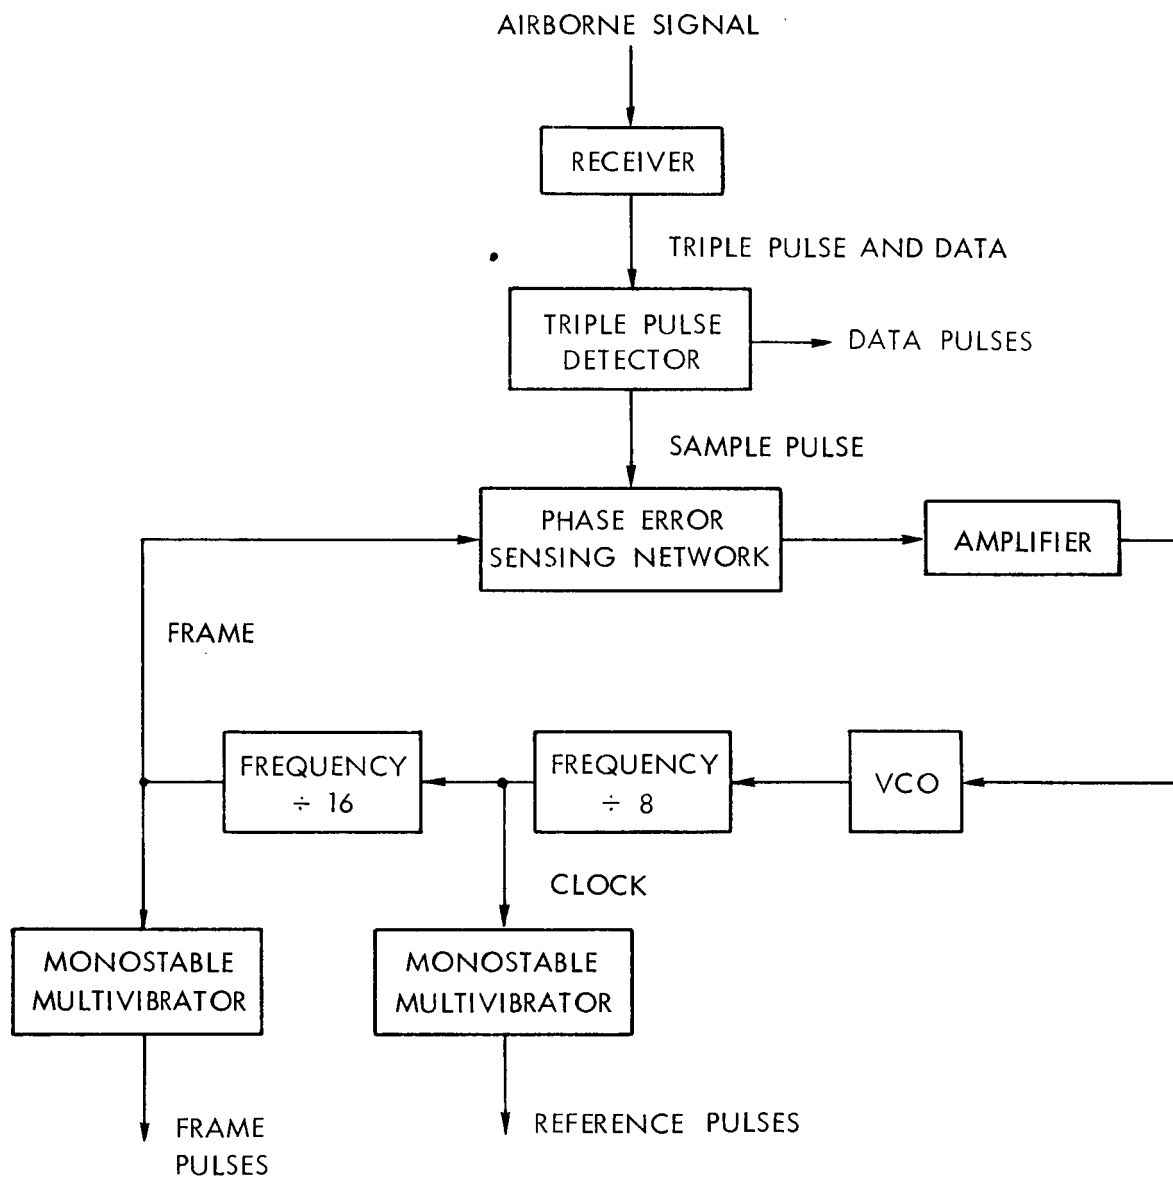 AIRBORNE SIGNAL
RECEIVER
TRIPLE PULSE AND DATA
TRIPLE PULSE
DETECTOR
DATA PULSES
SAMPLE PULSE
PHASE ERROR
SENSING NETWORK
AMPLIFIER
FRAME
FREQUENCY
÷ 16
FREQUENCY
÷ 8
VCO
CLOCK
MONOSTABLE
MULTIVIBRATOR
MONOSTABLE
MULTIVIBRATOR
FRAME
PULSES
REFERENCE PULSES